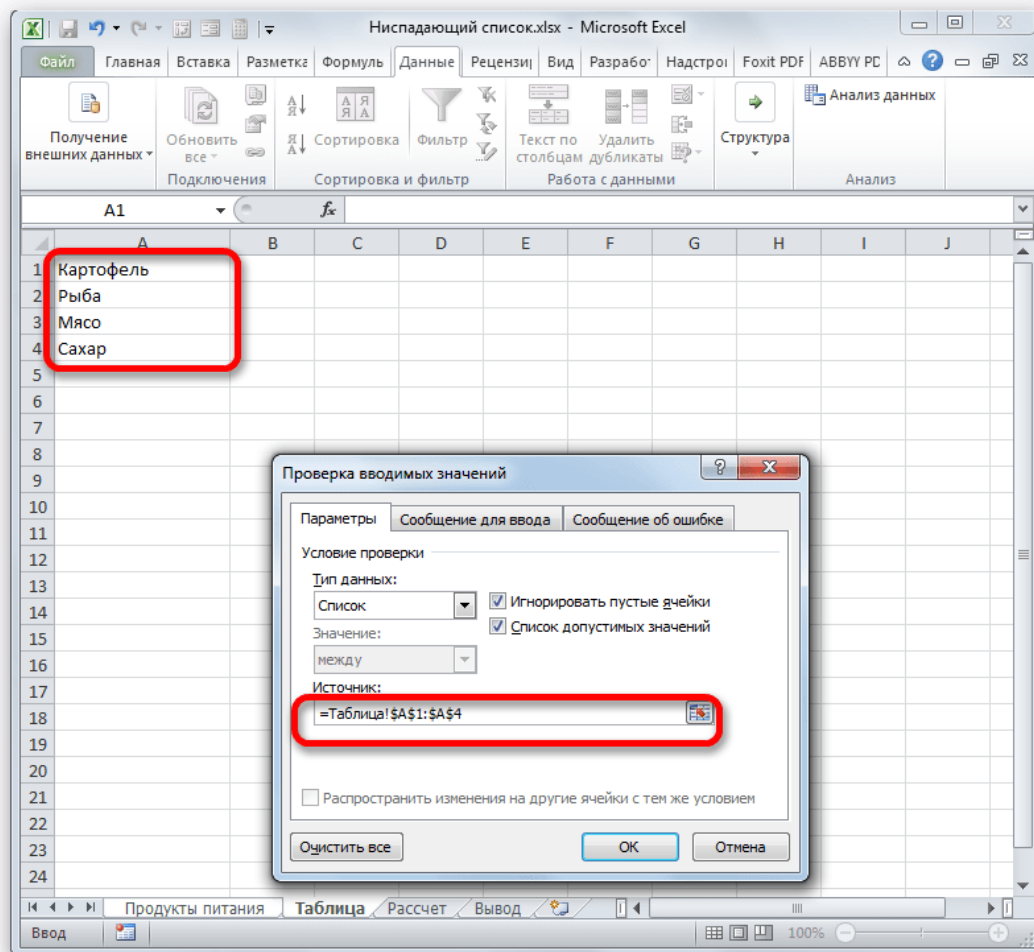 Ниспадающий список.xlsx - Microsoft Excel
Файл Главная Вставка Разметка Формуль Данные Рецензиј Вид Разработ Надстрої Foxit PDF ABBYY PD
Получение внешних данных
Обновить все
Подключения
Сортировка
Фильтр
Сортировка и фильтр
Текст по столбцам
Удалить дубликаты
Работа с данными
Структура
Анализ данных
Анализ
A1
fx
A B C D E F G H I J
1 Картофель
2 Рыба
3 Мясо
4 Сахар
5
6
7
8
9
10
11
12
13
14
15
16
17
18
19
20
21
22
23
24
Проверка вводимых значений
Параметры Сообщение для ввода Сообщение об ошибке
Условие проверки
Тип данных:
Список
Игнорировать пустые ячейки
Значение:
Список допустимых значений
между
Источник:
=Таблица!$A$1:$A$4
Распространить изменения на другие ячейки с тем же условием
Очистить все ОК Отмена
Продукты питания Таблица Рассчет Вывод
Ввод 100%